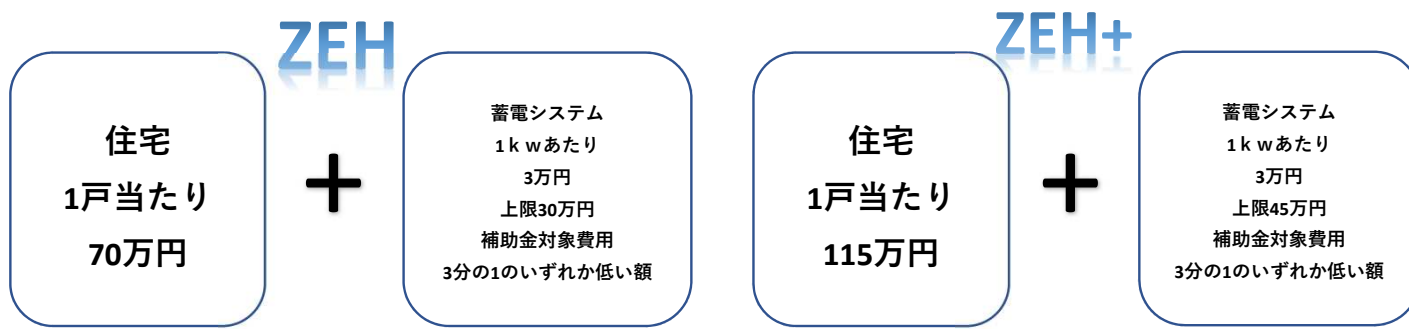 ZEH
住宅
1戸当たり
70万円
+
蓄電システム
1ｋｗあたり
3万円
上限30万円
補助金対象費用
3分の1のいずれか低い額
ZEH+
住宅
1戸当たり
115万円
+
蓄電システム
1ｋｗあたり
3万円
上限45万円
補助金対象費用
3分の1のいずれか低い額